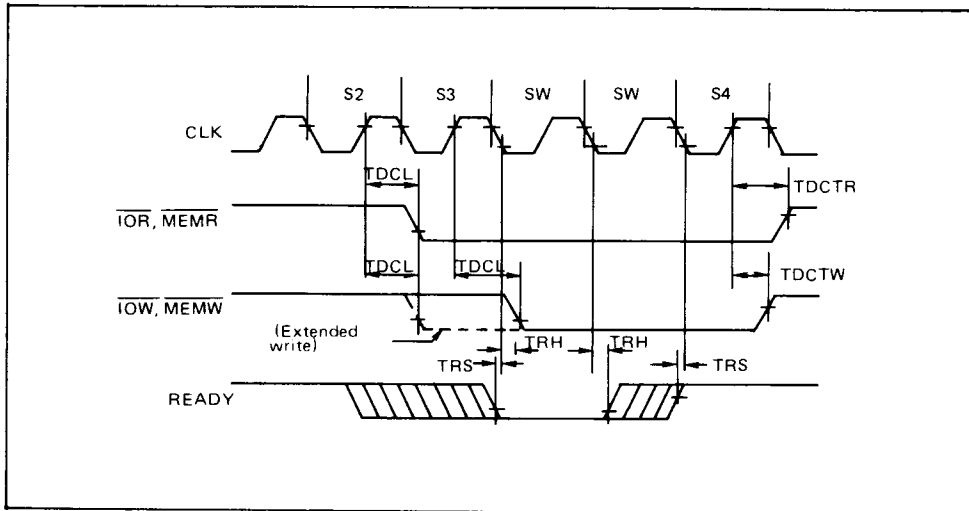 S2 S3 SW SW S4
CLK
TDCL TDCTR
IOR, MEMR
TDCL TDCL TDCTW
IOW, MEMW
(Extended
write)
TRH TRH
TRS TRS
READY